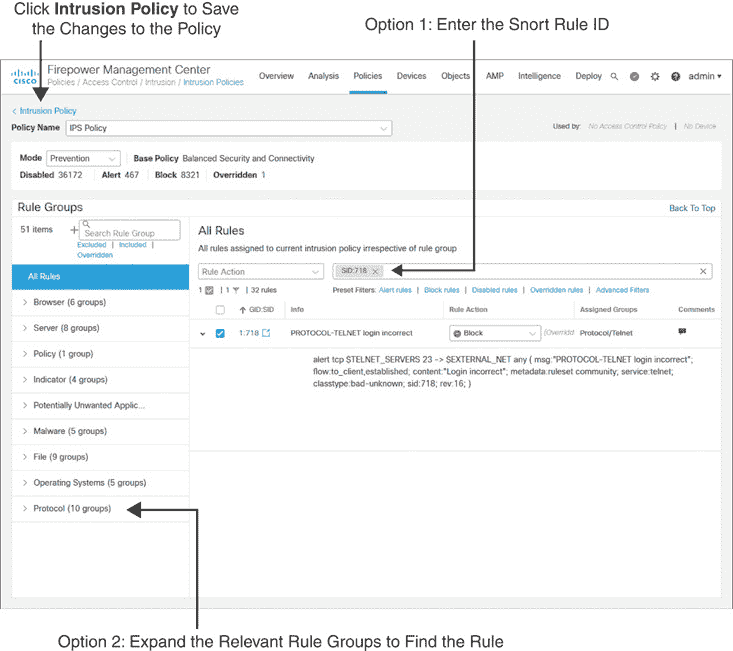 Click Intrusion Policy to Save
the Changes to the Policy
Option 1: Enter the Snort Rule ID
cisco
Firepower Management Center
Policies / Access Control / Intrusion / Intrusion Policies
Overview Analysis Policies Devices Objects AMP Intelligence Deploy admin
< Intrusion Policy
Policy Name IPS Policy
Used by: No Access Control Policy | No Device
Mode Prevention Base Policy Balanced Security and Connectivity
Disabled 36172 Alert 467 Block 8321 Overridden 1
Rule Groups
Back To Top
51 items + Search Rule Group
Excluded | Included |
Overridden
All Rules
Browser (6 groups)
Server (8 groups)
Policy (1 group)
Indicator (4 groups)
Potentially Unwanted Applic...
Malware (5 groups)
File (9 groups)
Operating Systems (5 groups)
Protocol (10 groups)
All Rules
All rules assigned to current intrusion policy irrespective of rule group
Rule Action SID:718 ×
1 | 1 | 32 rules Preset Filters: Alert rules | Block rules | Disabled rules | Overridden rules | Advanced Filters
GID:SID Info Rule Action Assigned Groups Comments
1:718 PROTOCOL-TELNET login incorrect Block (Overridd Protocol/Telnet
alert tcp $TELNET_SERVERS 23 -> $EXTERNAL_NET any ( msg:"PROTOCOL-TELNET login incorrect";
flow:to_client,established; content:"Login incorrect"; metadata:ruleset community; service:telnet;
classtype:bad-unknown; sid:718; rev:16; )
Option 2: Expand the Relevant Rule Groups to Find the Rule